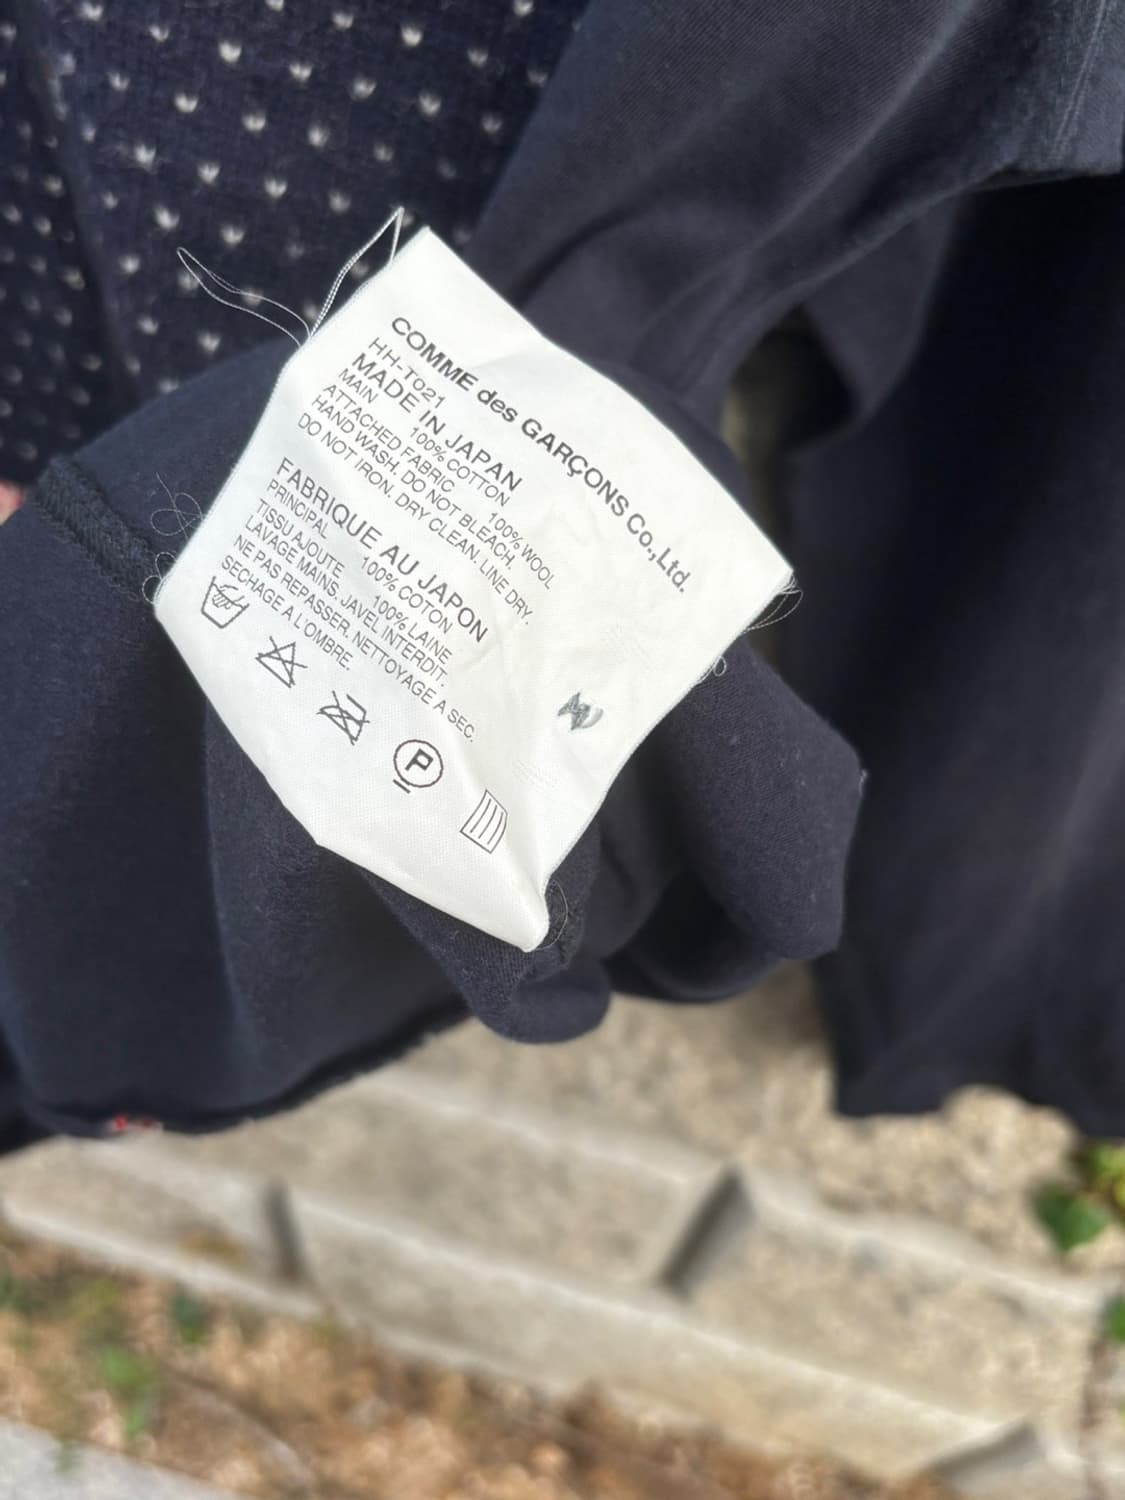 COMME des GARÇONS Co.,Ltd.
HH-T021
MADE IN JAPAN
MAIN 100% COTTON
ATTACHED FABRIC 100% WOOL
HAND WASH. DO NOT BLEACH.
DO NOT IRON. DRY CLEAN. LINE DRY.
FABRIQUE AU JAPON
PRINCIPAL 100% COTON
TISSU AJOUTE 100% LAINE
LAVAGE MAINS. JAVEL INTERDIT.
NE PAS REPASSER. NETTOYAGE A SEC.
SECHAGE A L'OMBRE.
P